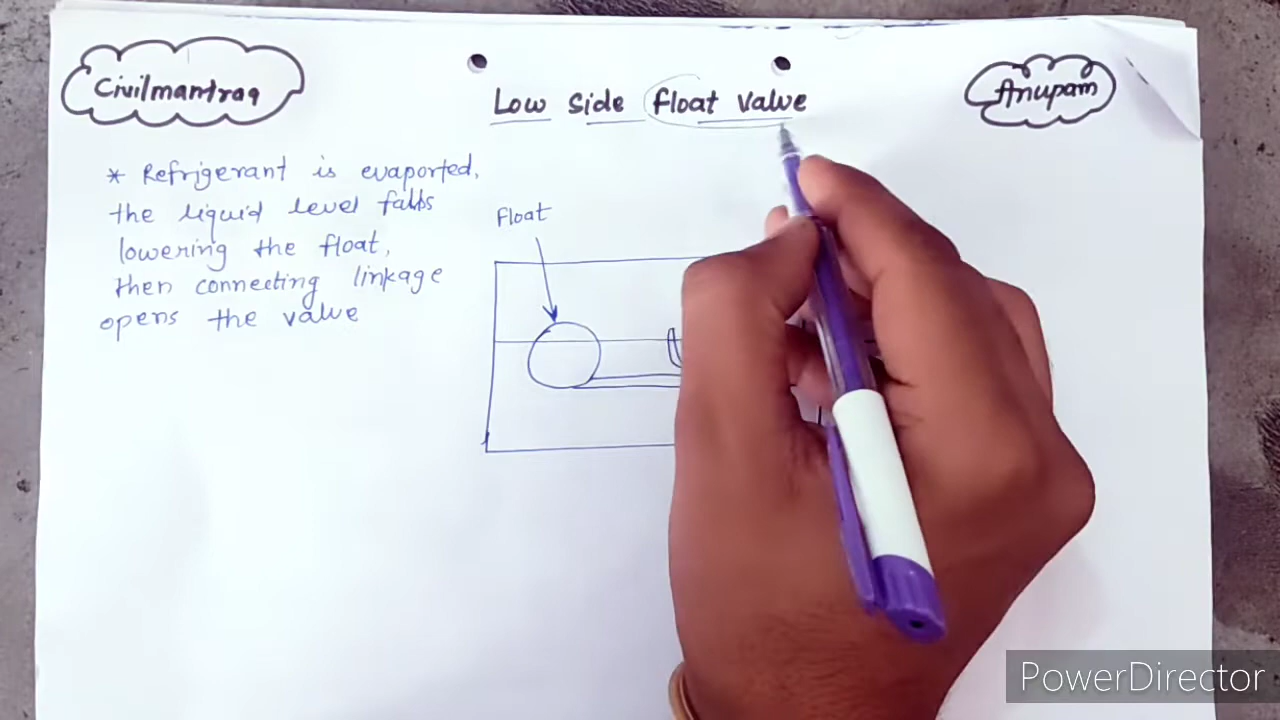 Civilmantraa
Low Side Float Valve
Anupam
* Refrigerant is evaported,
the liquid level falls
lowering the float,
then connecting linkage
opens the valve
Float
PowerDirector